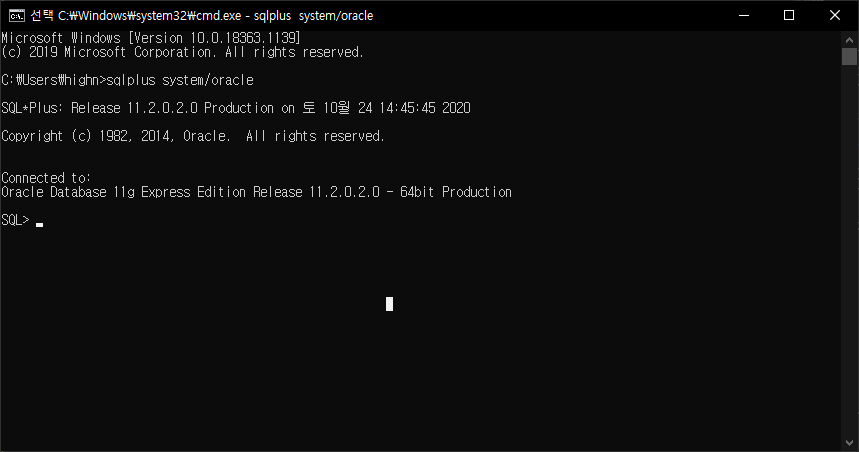 선택 C:₩Windows₩system32₩cmd.exe - sqlplus  system/oracle
Microsoft Windows [Version 10.0.18363.1139]
(c) 2019 Microsoft Corporation. All rights reserved.
C:₩Users₩highn>sqlplus system/oracle
SQL*Plus: Release 11.2.0.2.0 Production on 토 10월 24 14:45:45 2020
Copyright (c) 1982, 2014, Oracle.  All rights reserved.
Connected to:
Oracle Database 11g Express Edition Release 11.2.0.2.0 - 64bit Production
SQL>